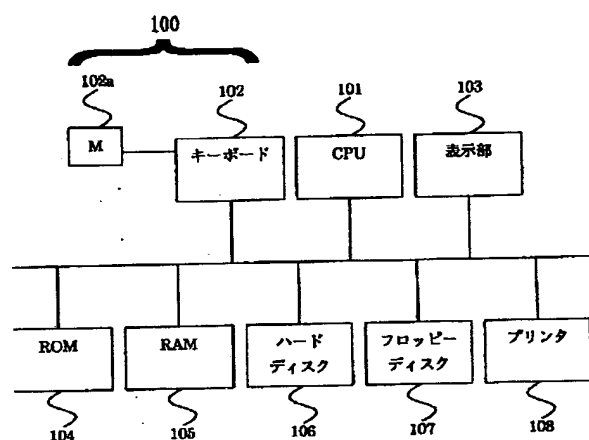 100
102a
102
101
103
M
キーボード
CPU
表示部
ROM
RAM
ハード
ディスク
フロッピー
ディスク
プリンタ
104
105
106
107
108